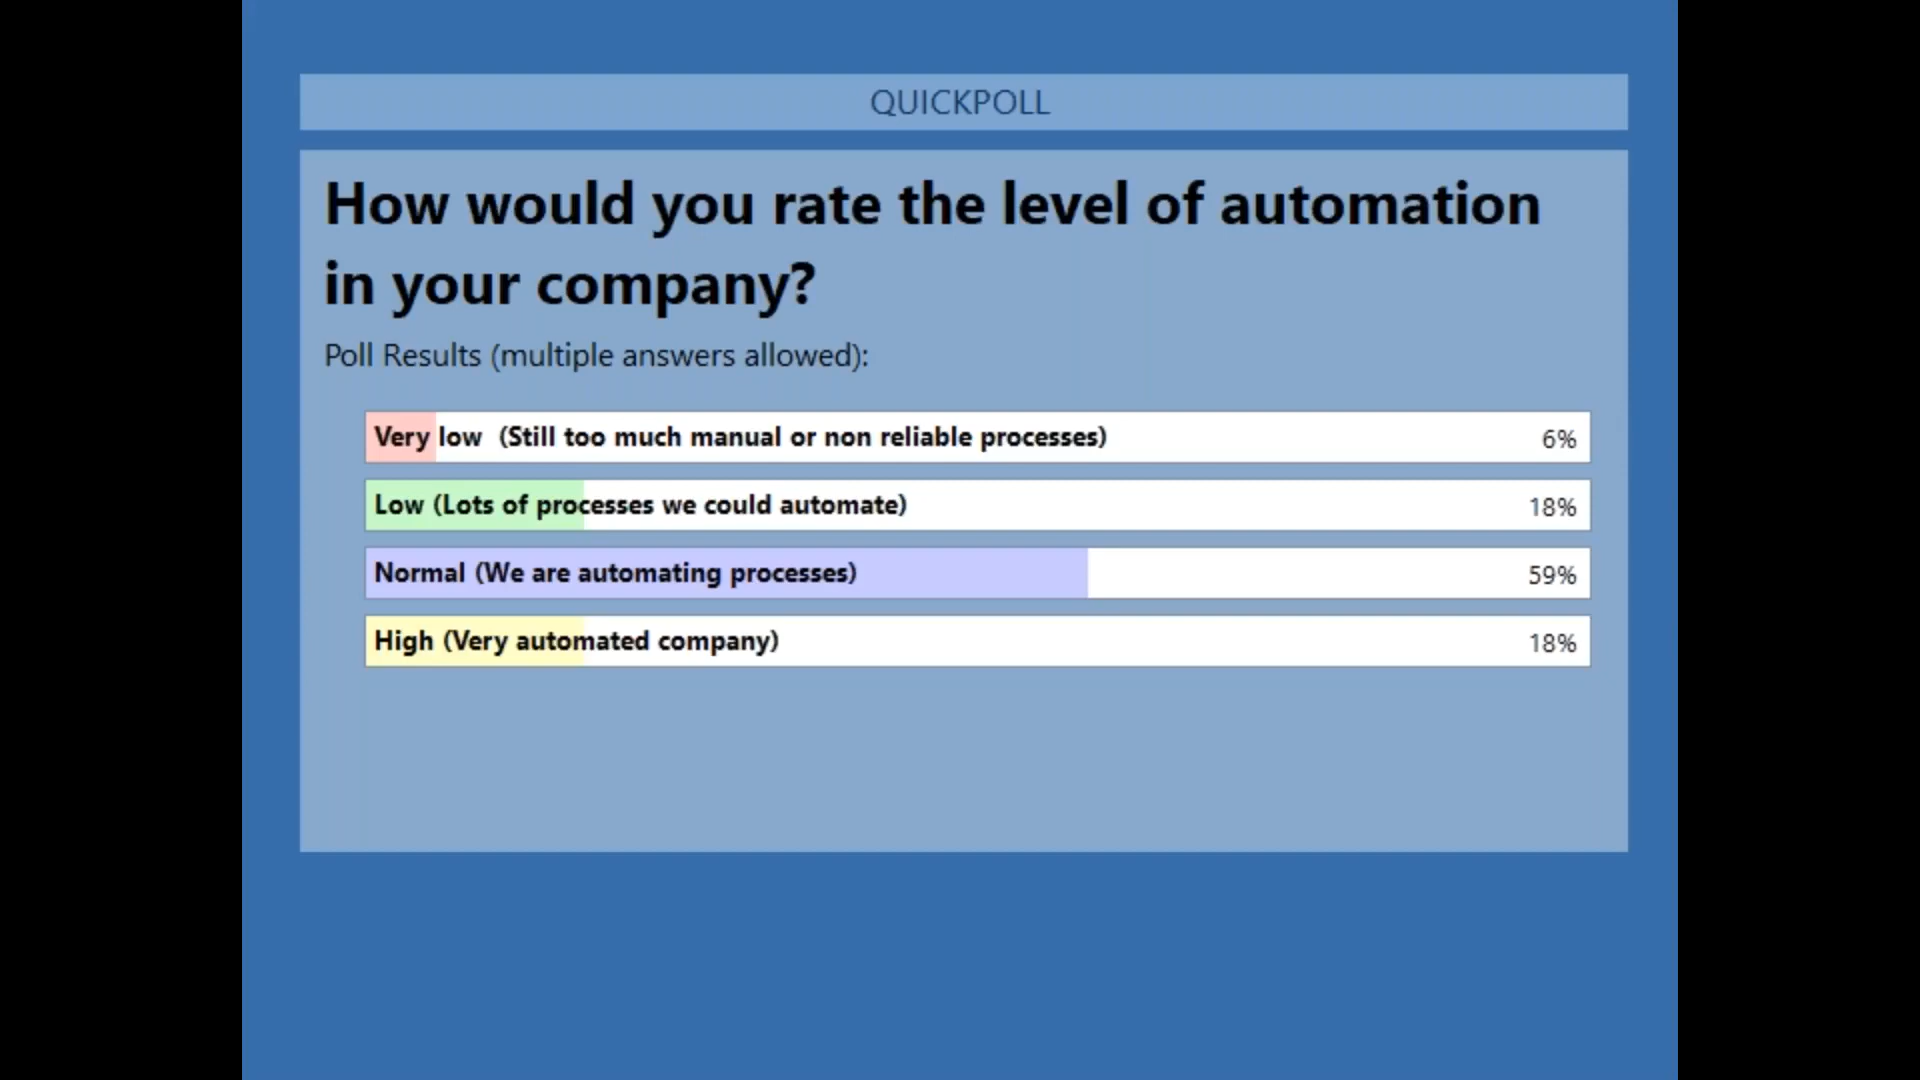 QUICKPOLL
How would you rate the level of automation
in your company?
Poll Results (multiple answers allowed):
Very low  (Still too much manual or non reliable processes) 6%
Low (Lots of processes we could automate) 18%
Normal (We are automating processes) 59%
High (Very automated company) 18%